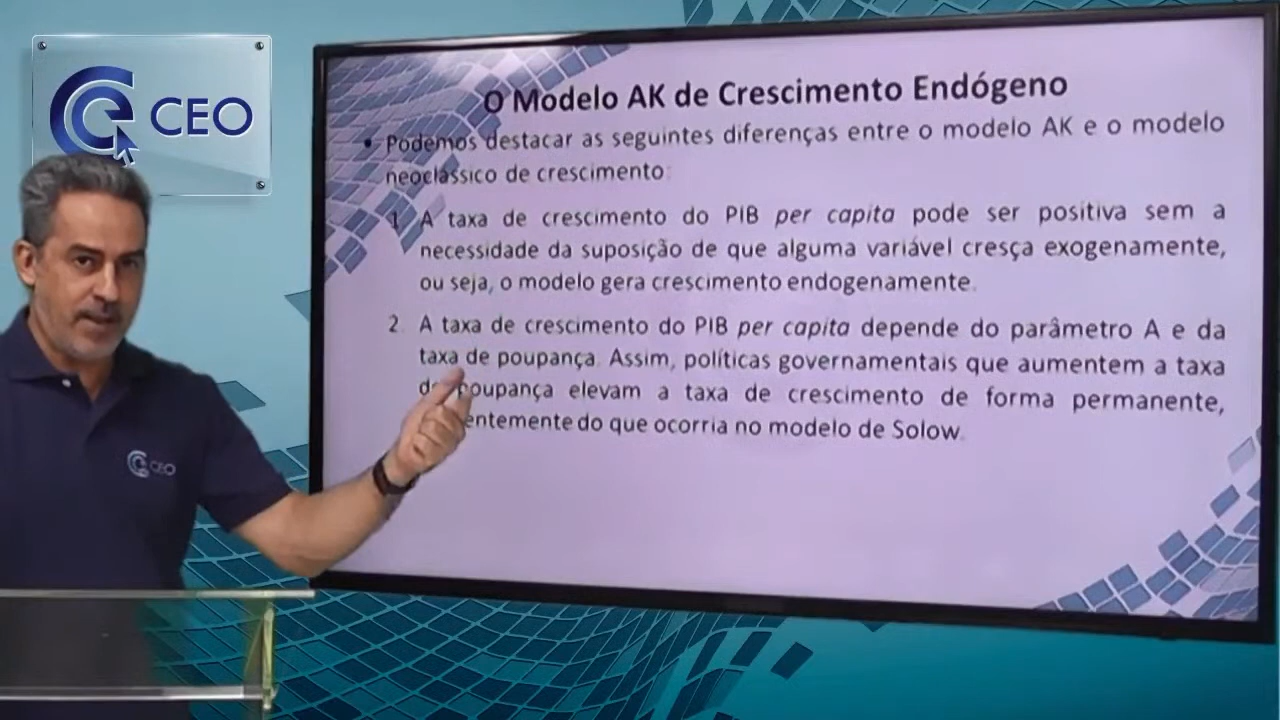 CEO
O Modelo AK de Crescimento Endógeno
• Podemos destacar as seguintes diferenças entre o modelo AK e o modelo
neoclássico de crescimento:
1. A taxa de crescimento do PIB per capita pode ser positiva sem a
necessidade da suposição de que alguma variável cresça exogenamente,
ou seja, o modelo gera crescimento endogenamente.
2. A taxa de crescimento do PIB per capita depende do parâmetro A e da
taxa de poupança. Assim, políticas governamentais que aumentem a taxa
poupança elevam a taxa de crescimento de forma permanente,
entemente do que ocorria no modelo de Solow.
CEO